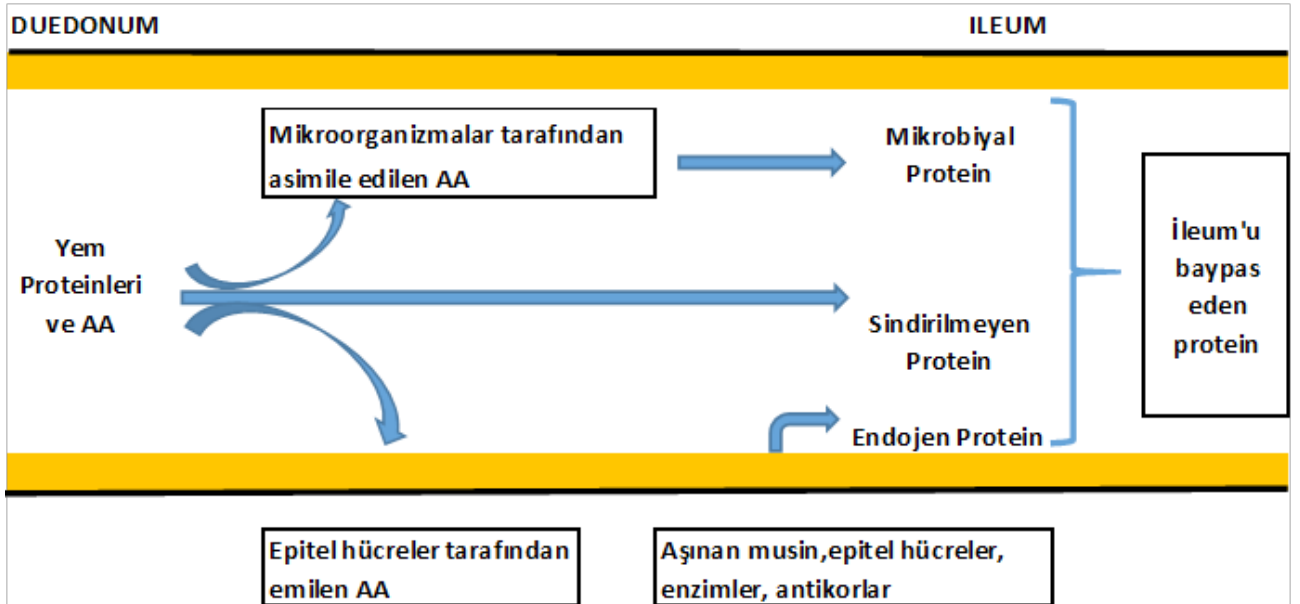 DUEDONUM
ILEUM
Mikroorganizmalar tarafından
asimile edilen AA
Mikrobiyal
Protein
Yem
Proteinleri
ve AA
Sindirilmeyen
Protein
Endojen Protein
İleum'u
baypas
eden
protein
Epitel hücreler tarafından
emilen AA
Aşınan musin,epitel hücreler,
enzimler, antikorlar